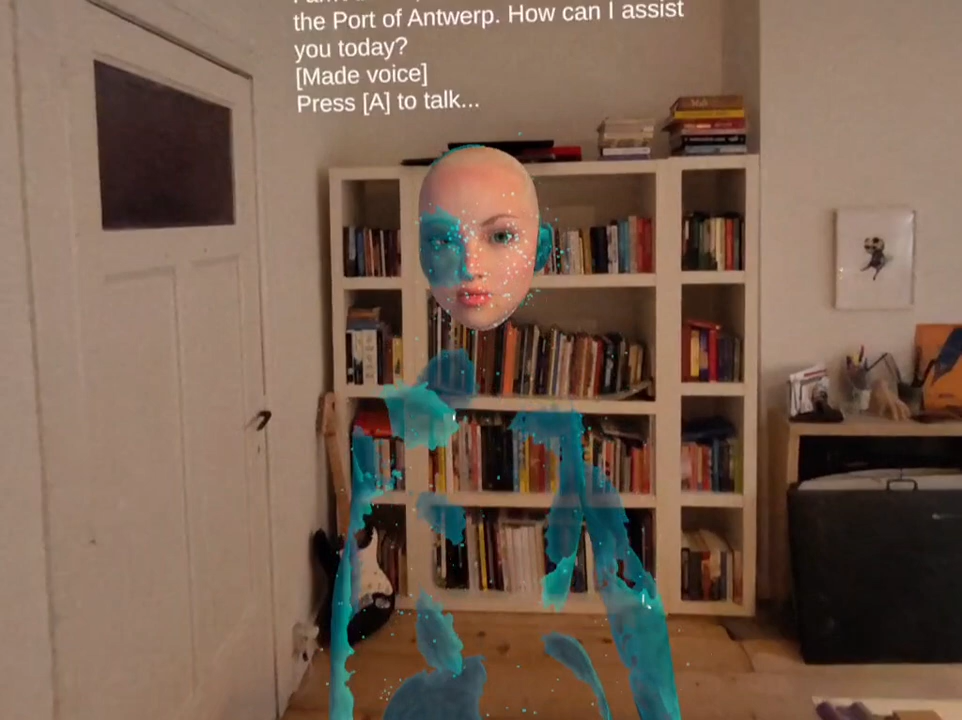 the Port of Antwerp. How can I assist
you today?
[Made voice]
Press [A] to talk...